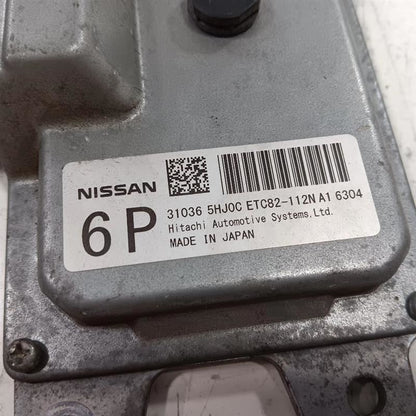 NISSAN
6P
31036 5HJ0C ETC82-112N A1 6304
Hitachi Automotive Systems,Ltd.
MADE IN JAPAN